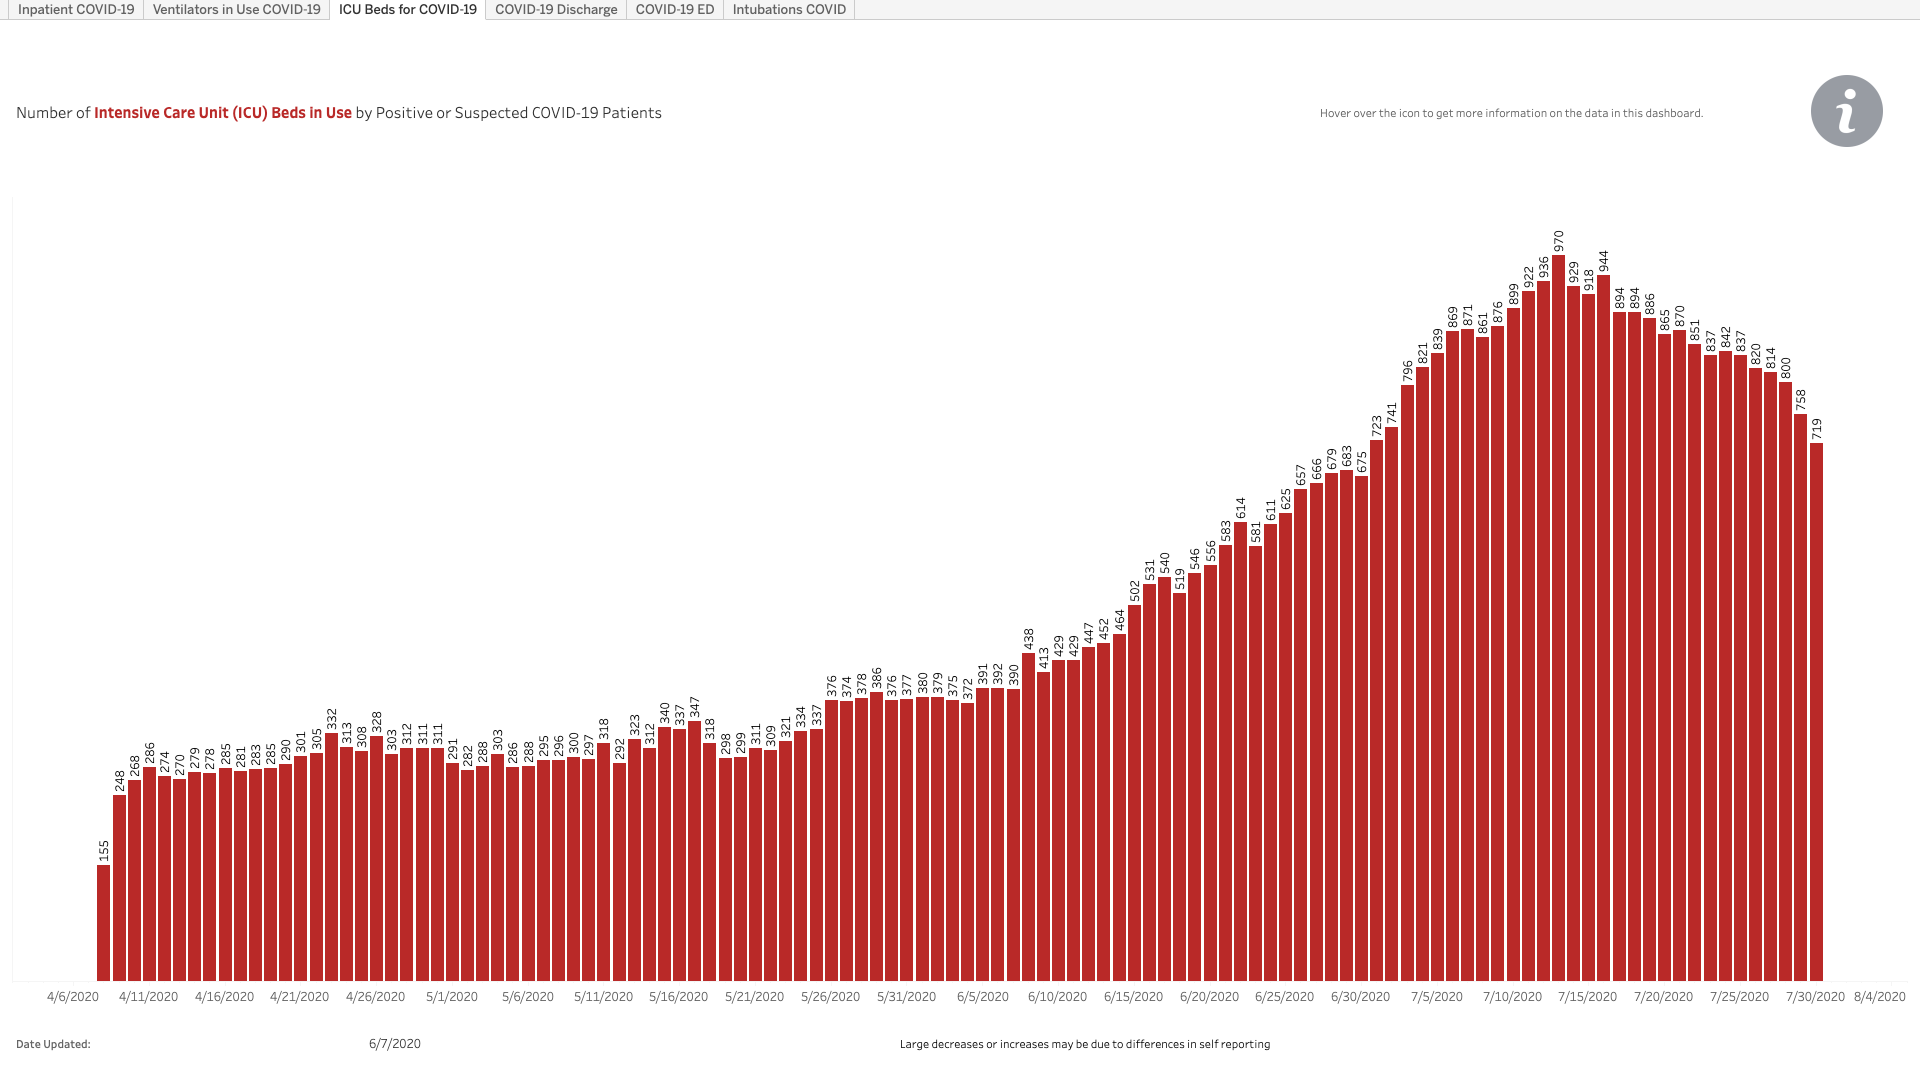 Inpatient COVID-19 Ventilators in Use COVID-19 ICU Beds for COVID-19 COVID-19 Discharge COVID-19 ED Intubations COVID
Number of Intensive Care Unit (ICU) Beds in Use by Positive or Suspected COVID-19 Patients
Hover over the icon to get more information on the data in this dashboard.
i
155 248 268 286 274 270 279 278 285 281 283 285 290 301 305 332 313 308 328 303 312 311 311 291 282 288 303 286 288 295 296 300 297 318 292 323 312 340 337 347 318 298 299 311 309 321 334 337 376 374 378 386 376 377 380 379 375 372 391 392 390 438 413 429 429 447 452 464 502 531 540 519 546 556 583 614 581 611 625 657 666 679 683 675 723 741 796 821 839 869 871 861 876 899 922 936 970 929 918 944 894 894 886 865 870 851 837 842 837 820 814 800 758 719
4/6/2020 4/11/2020 4/16/2020 4/21/2020 4/26/2020 5/1/2020 5/6/2020 5/11/2020 5/16/2020 5/21/2020 5/26/2020 5/31/2020 6/5/2020 6/10/2020 6/15/2020 6/20/2020 6/25/2020 6/30/2020 7/5/2020 7/10/2020 7/15/2020 7/20/2020 7/25/2020 7/30/2020 8/4/2020
Date Updated: 6/7/2020 Large decreases or increases may be due to differences in self reporting